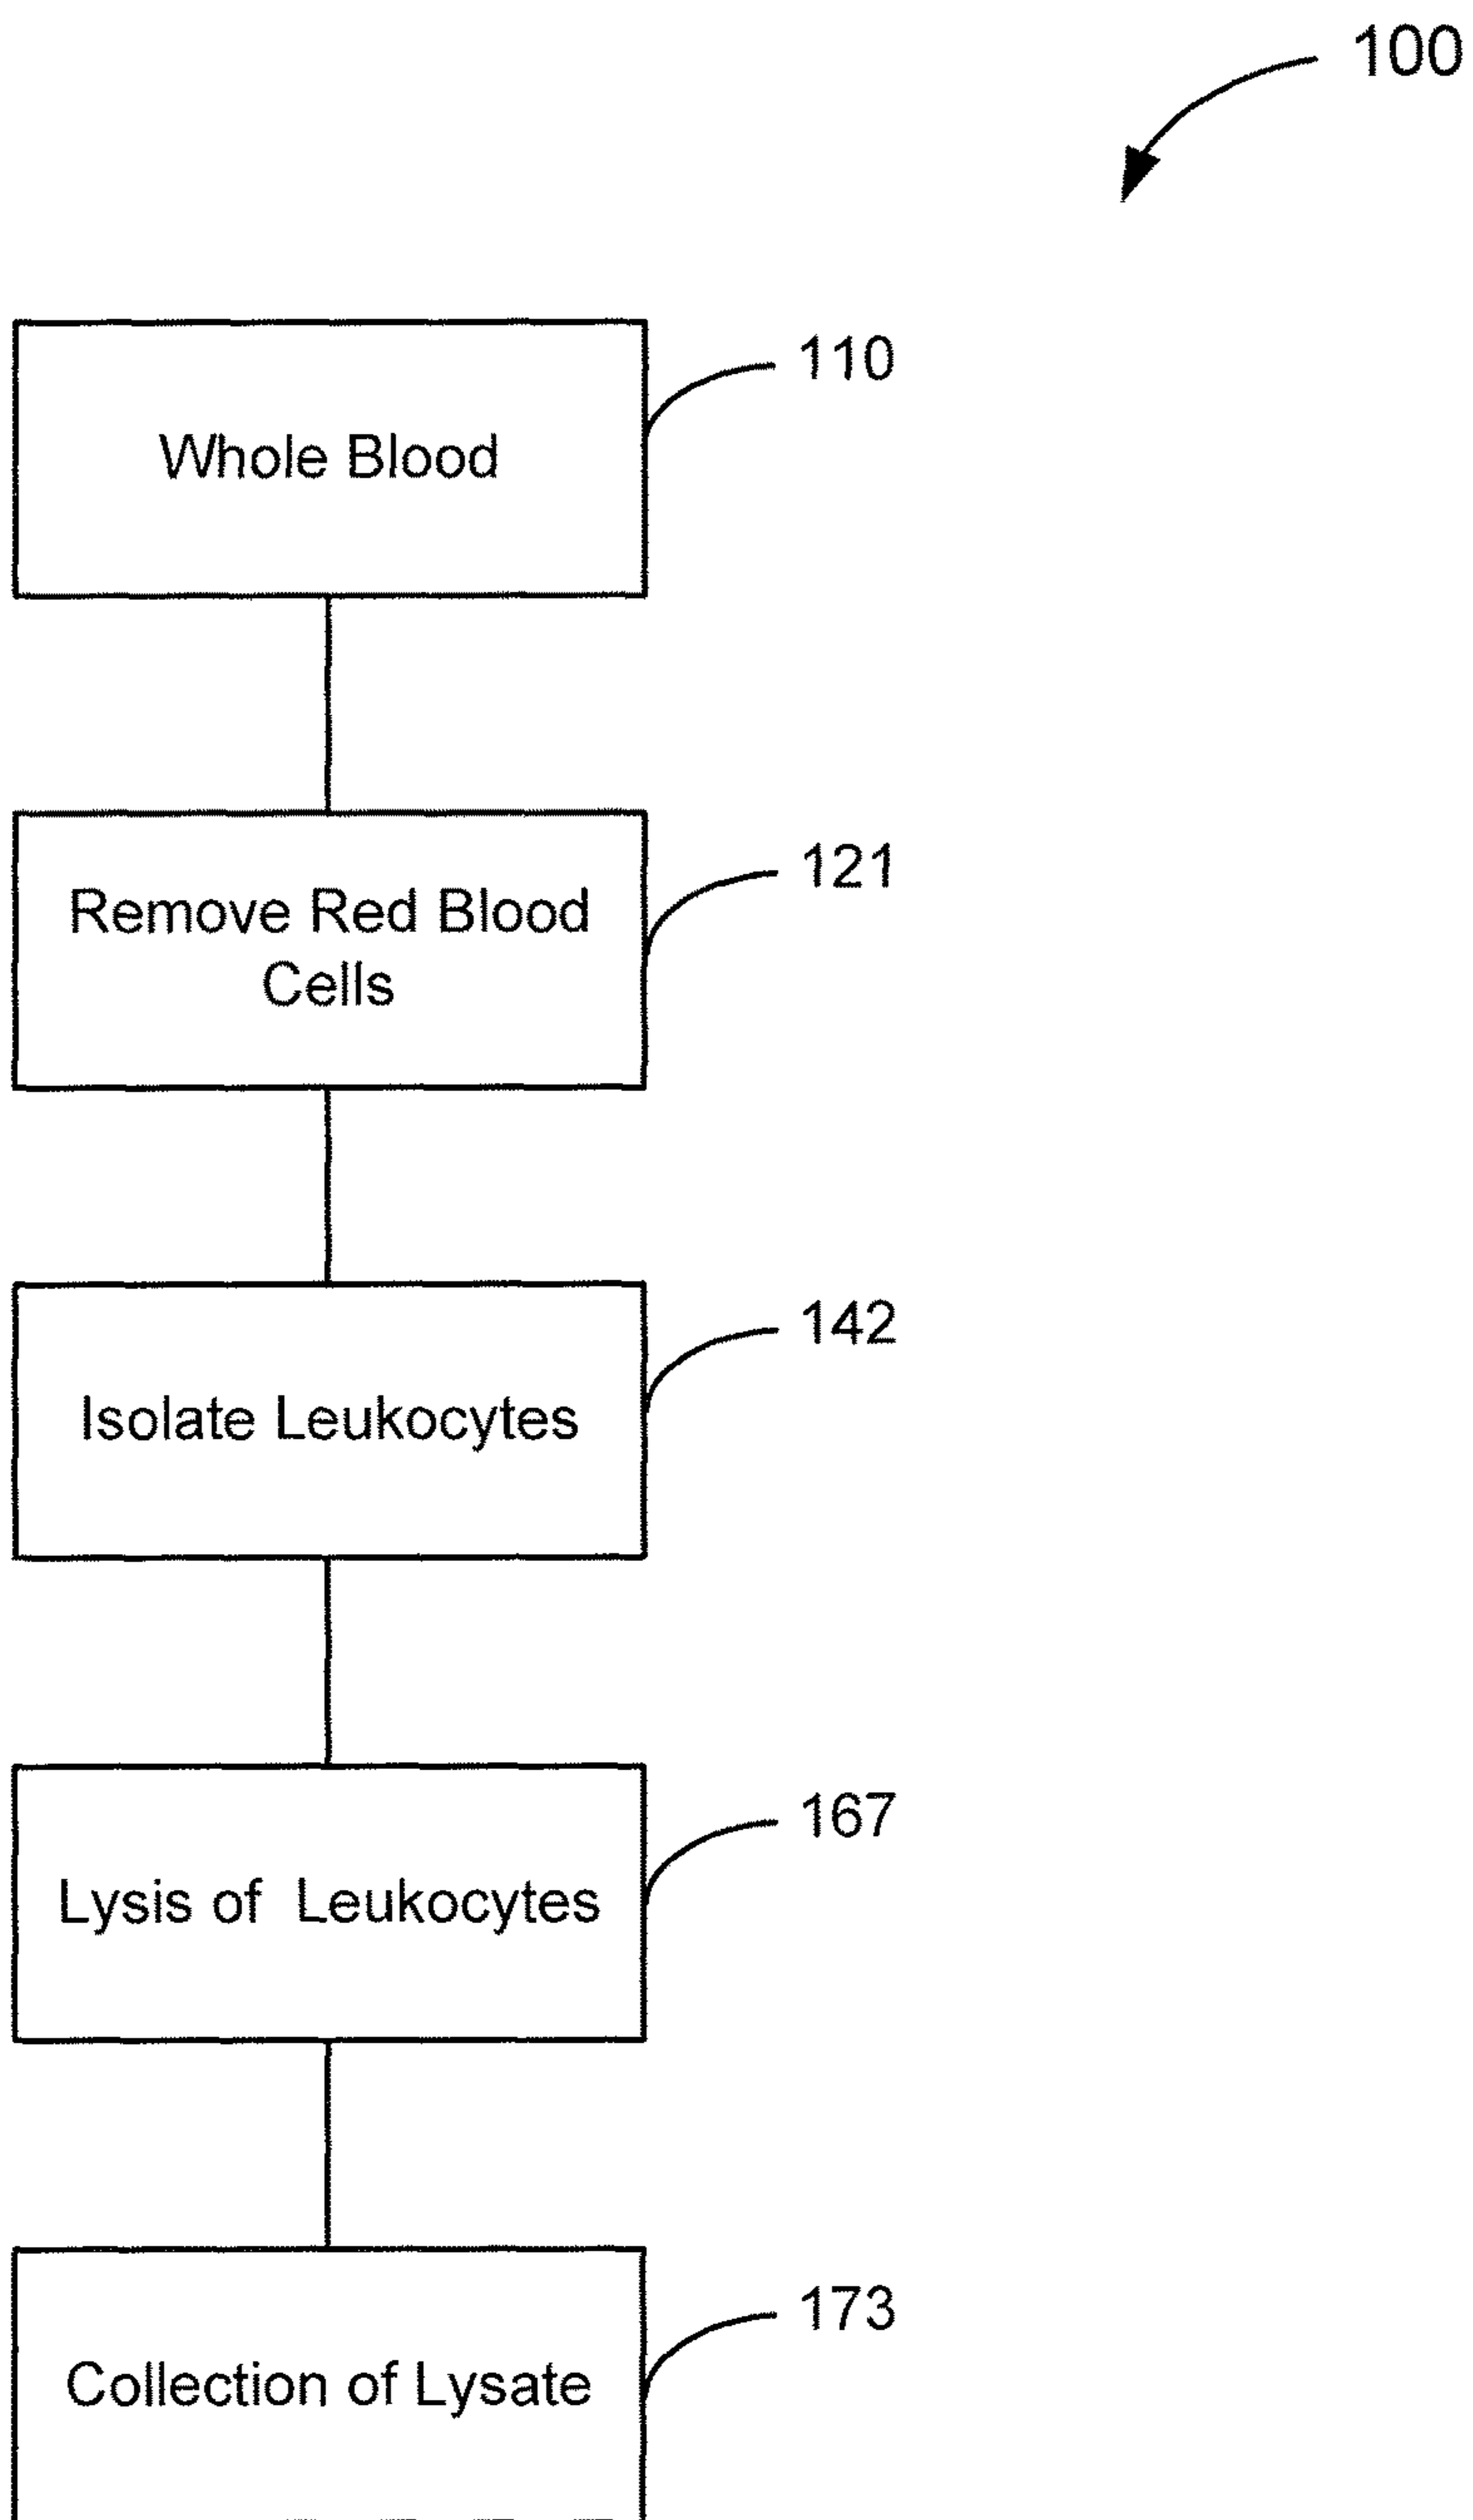 100
Whole Blood
110
Remove Red Blood
Cells
121
Isolate Leukocytes
142
Lysis of Leukocytes
167
Collection of Lysate
173